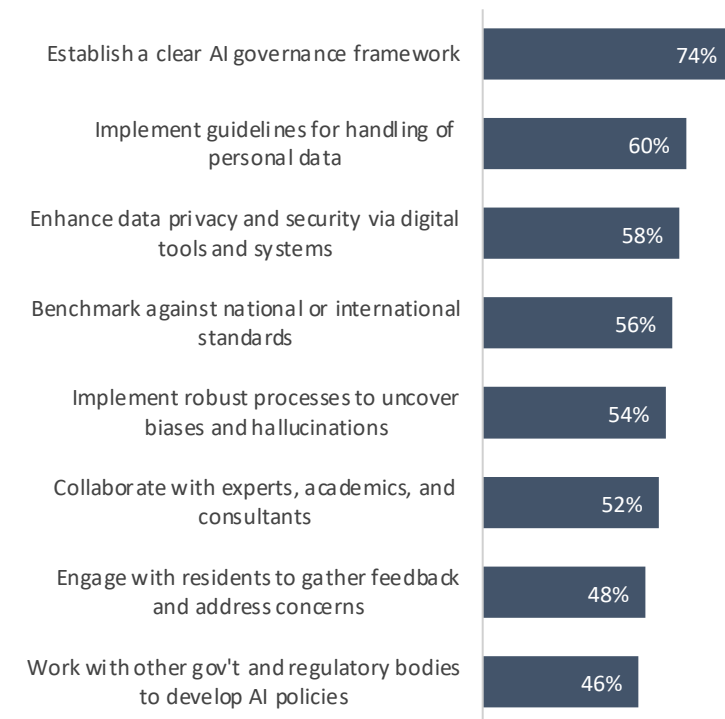 Establish a clear AI governance framework
74%
Implement guidelines for handling of
personal data
60%
Enhance data privacy and security via digital
tools and systems
58%
Benchmark against national or international
standards
56%
Implement robust processes to uncover
biases and hallucinations
54%
Collaborate with experts, academics, and
consultants
52%
Engage with residents to gather feedback
and address concerns
48%
Work with other gov't and regulatory bodies
to develop AI policies
46%